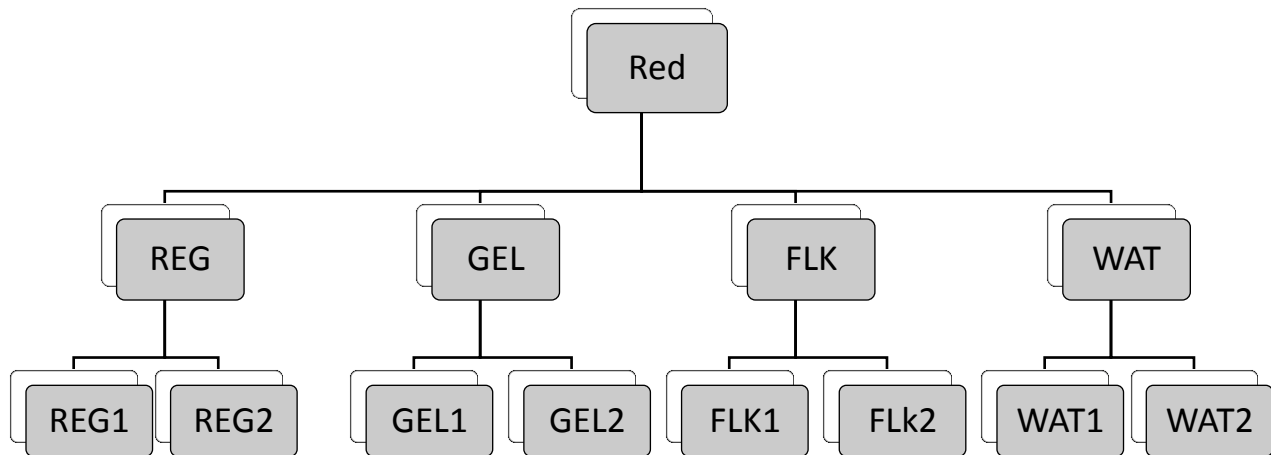 Red
REG GEL FLK WAT
REG1 REG2 GEL1 GEL2 FLK1 FLk2 WAT1 WAT2